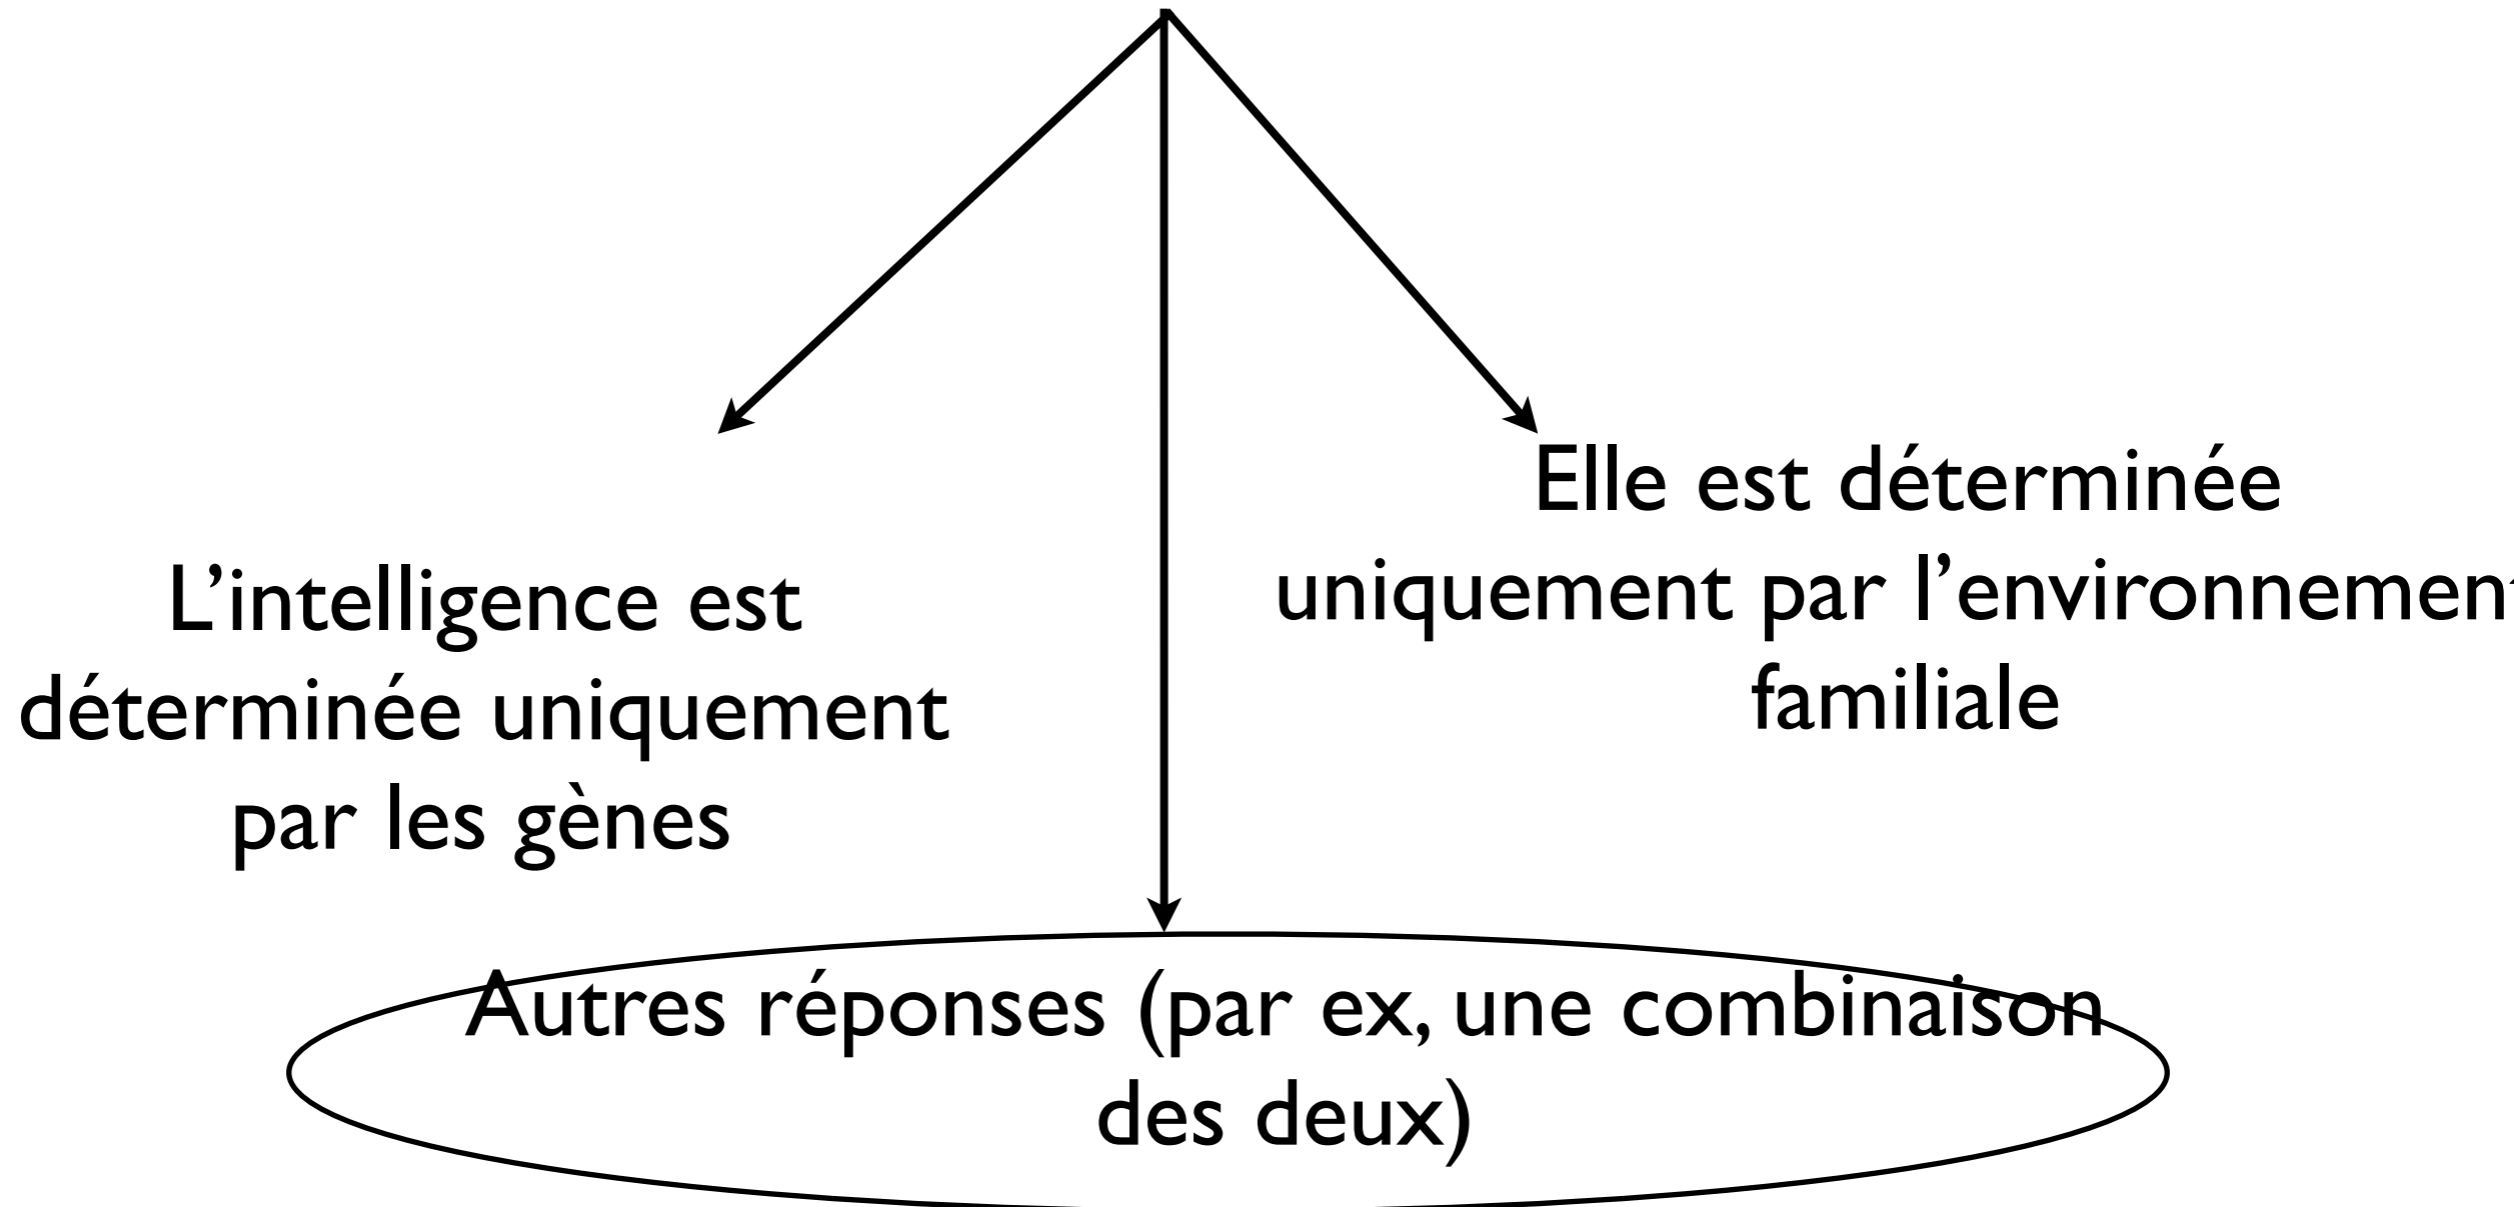 L’intelligence est
déterminée uniquement
par les gènes
Elle est déterminée
uniquement par l’environnement
familiale
Autres réponses (par ex, une combinaison
des deux)